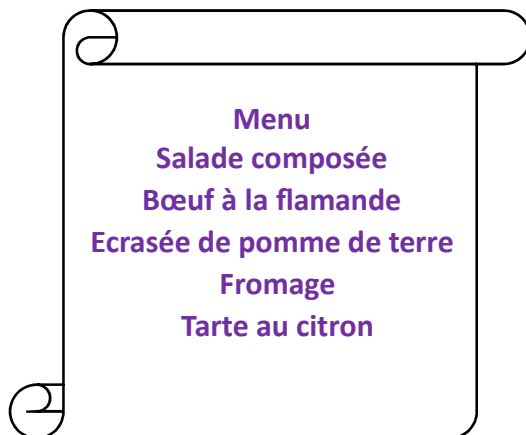 Menu
Salade composée
Bœuf à la flamande
Ecrasée de pomme de terre
Fromage
Tarte au citron